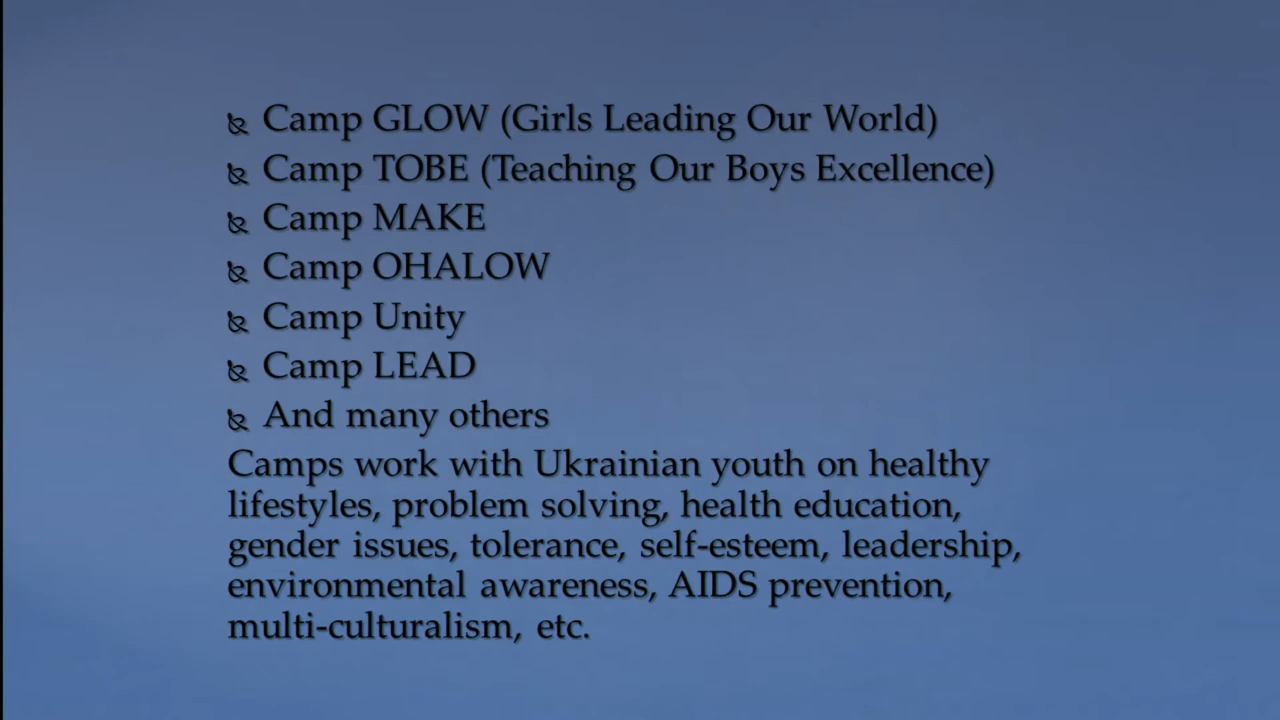 Camp GLOW (Girls Leading Our World)
Camp TOBE (Teaching Our Boys Excellence)
Camp MAKE
Camp OHALOW
Camp Unity
Camp LEAD
And many others
Camps work with Ukrainian youth on healthy
lifestyles, problem solving, health education,
gender issues, tolerance, self-esteem, leadership,
environmental awareness, AIDS prevention,
multi-culturalism, etc.